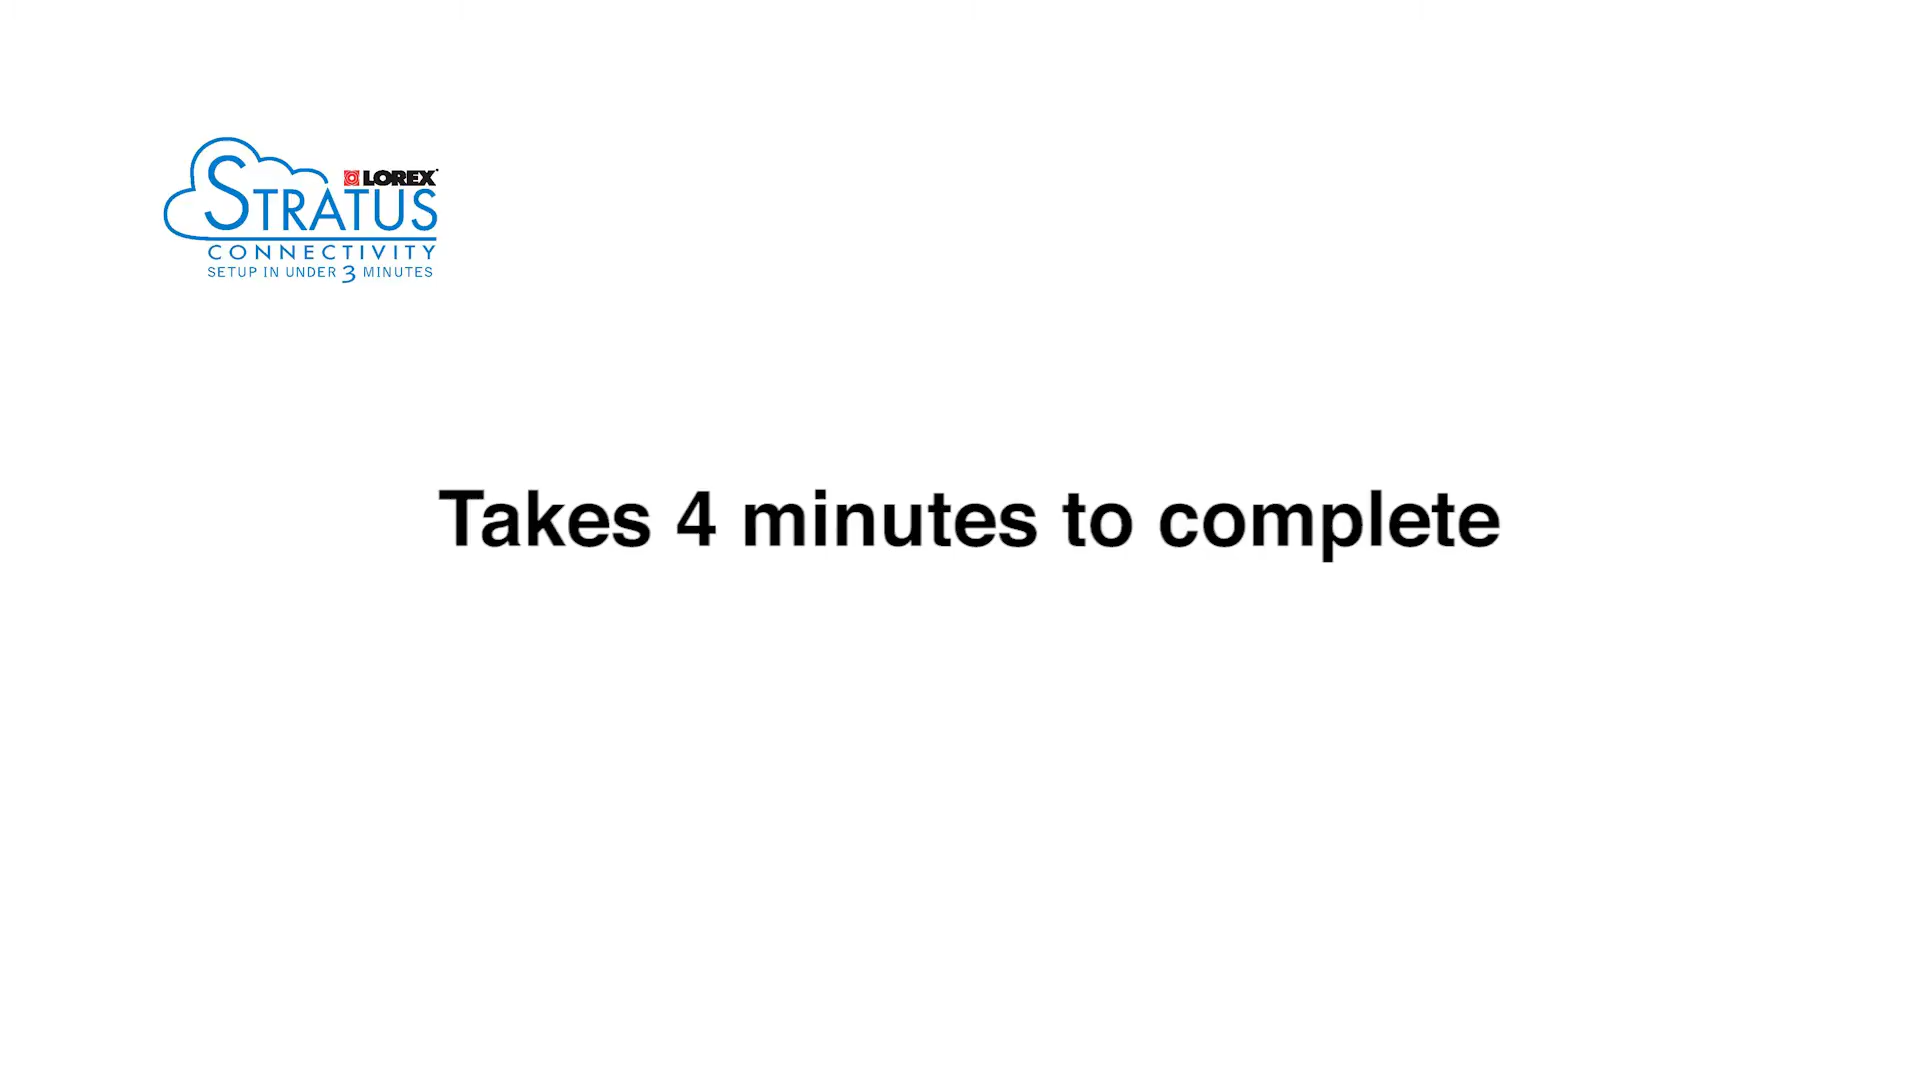 LOREX
STRATUS
CONNECTIVITY
SETUP IN UNDER 3 MINUTES
Takes 4 minutes to complete